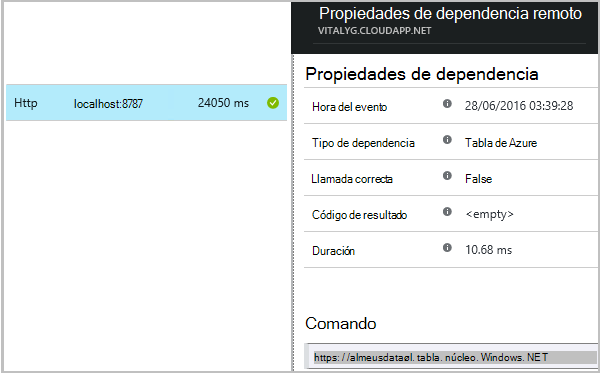 Propiedades de dependencia remoto
VITALYG.CLOUDAPP.NET
Http localhost:8787 24050 ms
Propiedades de dependencia
Hora del evento 28/06/2016 03:39:28
Tipo de dependencia Tabla de Azure
Llamada correcta False
Código de resultado <empty>
Duración 10.68 ms
Comando
https: //almeusdataøl. tabla. núcleo. Windows. NET